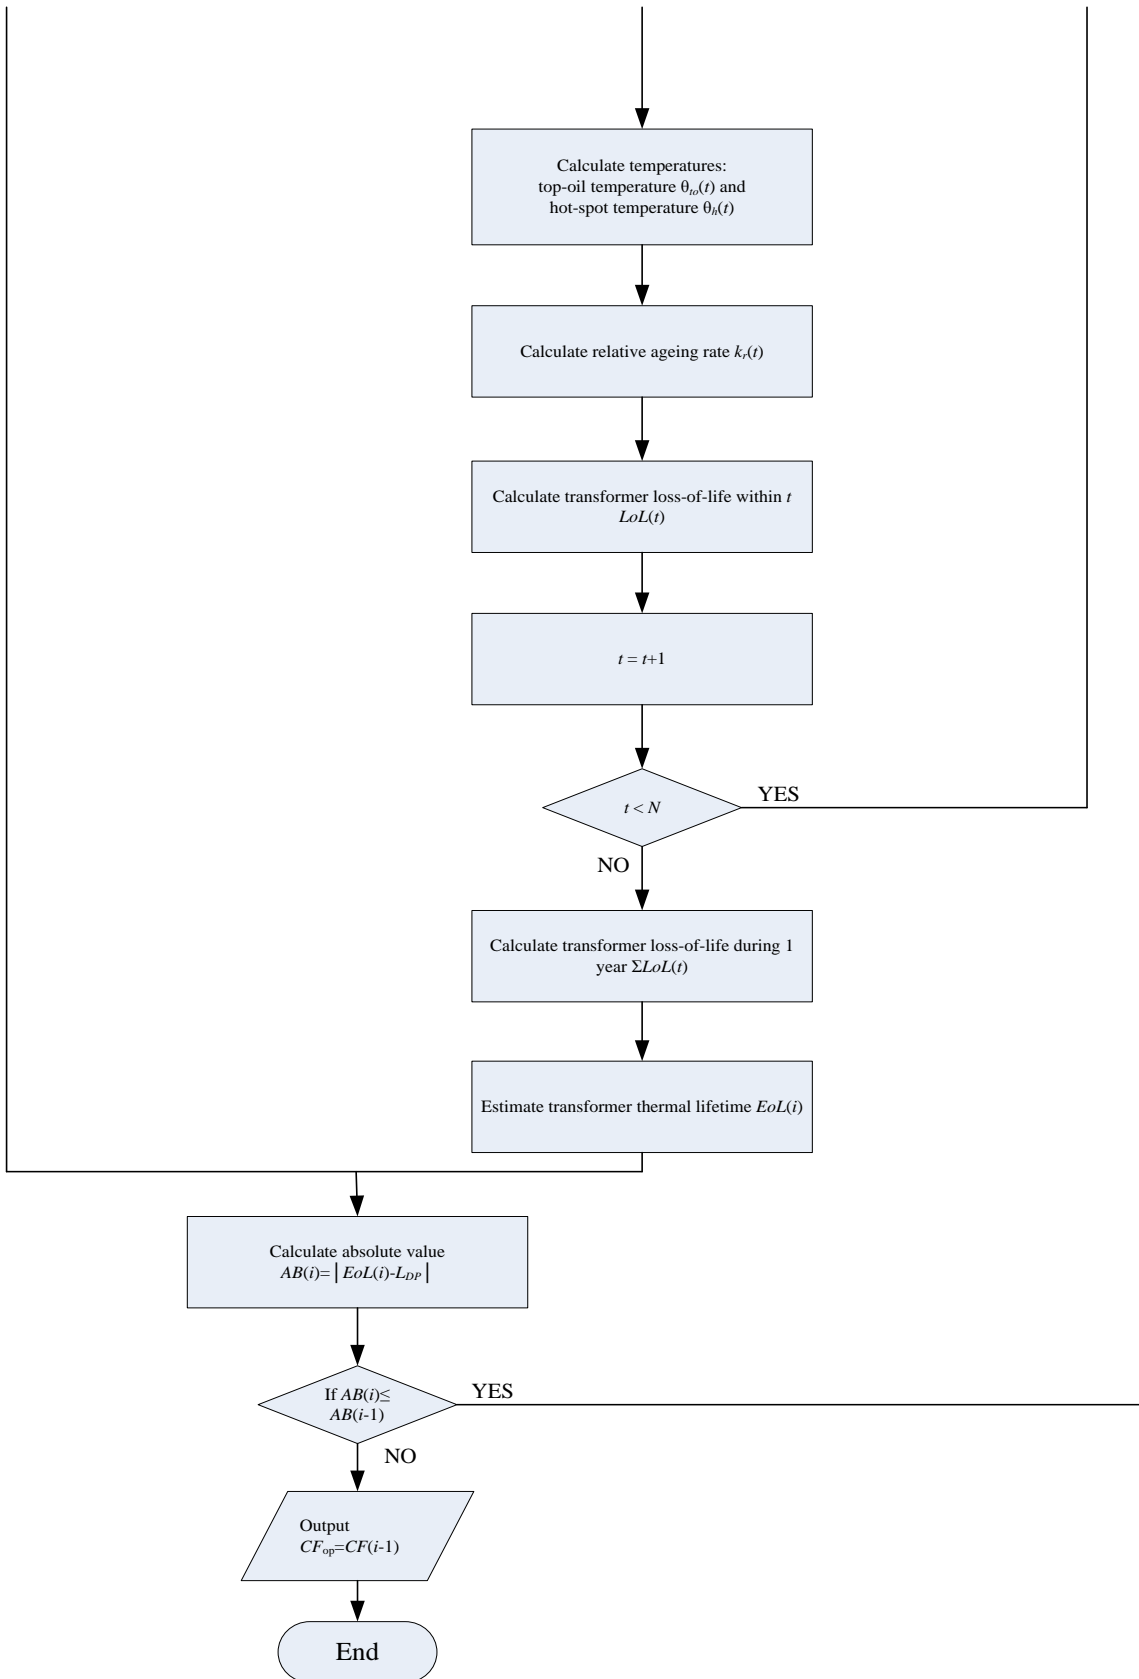 Calculate temperatures:
top-oil temperature θto(t) and
hot-spot temperature θh(t)
Calculate relative ageing rate kr(t)
Calculate transformer loss-of-life within t
LoL(t)
t = t+1
t < N
YES
NO
Calculate transformer loss-of-life during 1
year ΣLoL(t)
Estimate transformer thermal lifetime EoL(i)
Calculate absolute value
AB(i)=|EoL(i)-LDP|
If AB(i)≤
AB(i-1)
YES
NO
Output
CFop=CF(i-1)
End